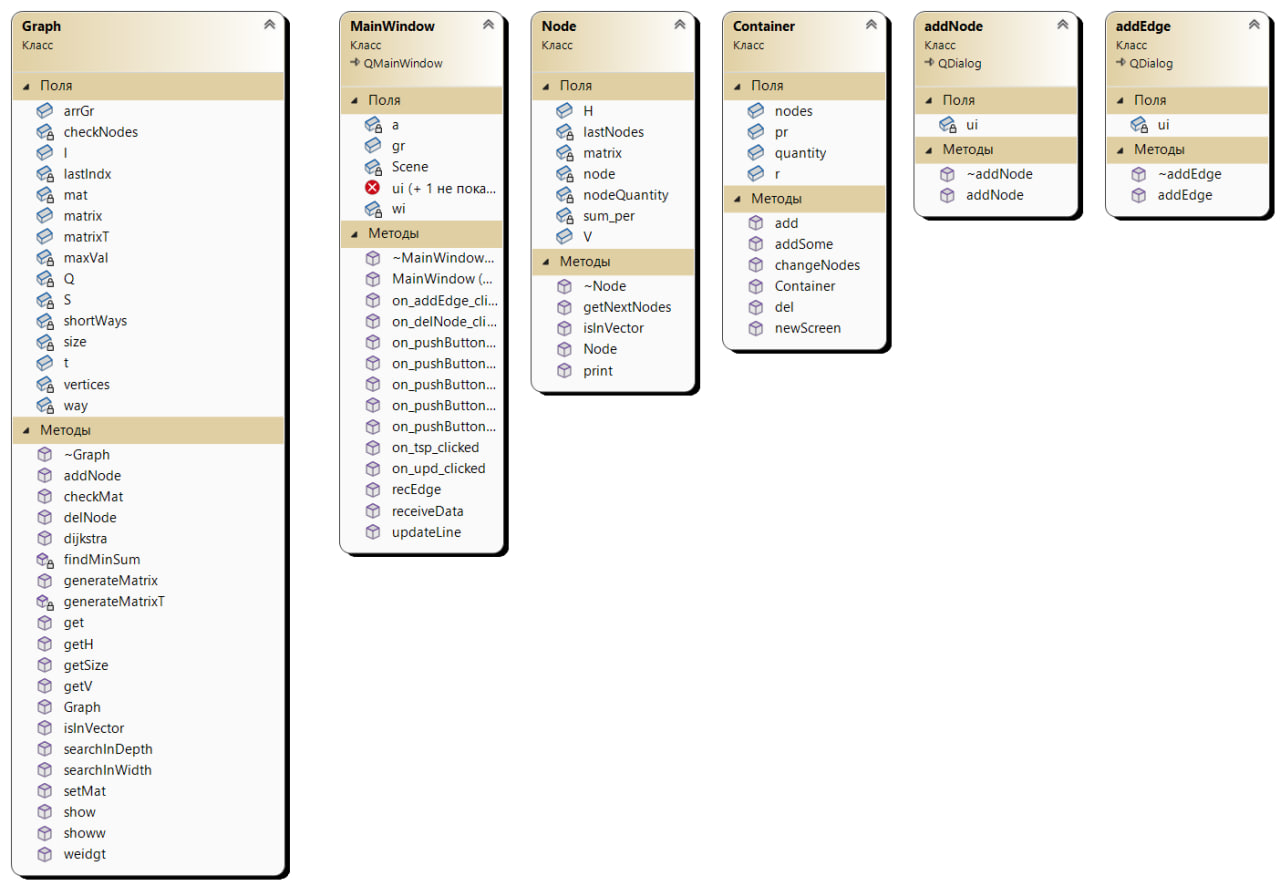 Graph
Класс
Поля
arrGr
checkNodes
l
lastIndx
mat
matrix
matrixT
maxVal
Q
S
shortWays
size
t
vertices
way
Методы
~Graph
addNode
checkMat
delNode
dijkstra
findMinSum
generateMatrix
generateMatrixT
get
getH
getSize
getV
Graph
isInVector
searchInDepth
searchInWidth
setMat
show
showw
weidgt
MainWindow
Класс
QMainWindow
Поля
a
gr
Scene
ui (+ 1 не пока...
wi
Методы
~MainWindow...
MainWindow (...
on_addEdge_cli...
on_delNode_cli...
on_pushButton...
on_pushButton...
on_pushButton...
on_pushButton...
on_pushButton...
on_tsp_clicked
on_upd_clicked
recEdge
receiveData
updateLine
Node
Класс
Поля
H
lastNodes
matrix
node
nodeQuantity
sum_per
V
Методы
~Node
getNextNodes
isInVector
Node
print
Container
Класс
Поля
nodes
pr
quantity
r
Методы
add
addSome
changeNodes
Container
del
newScreen
addNode
Класс
QDialog
Поля
ui
Методы
~addNode
addNode
addEdge
Класс
QDialog
Поля
ui
Методы
~addEdge
addEdge